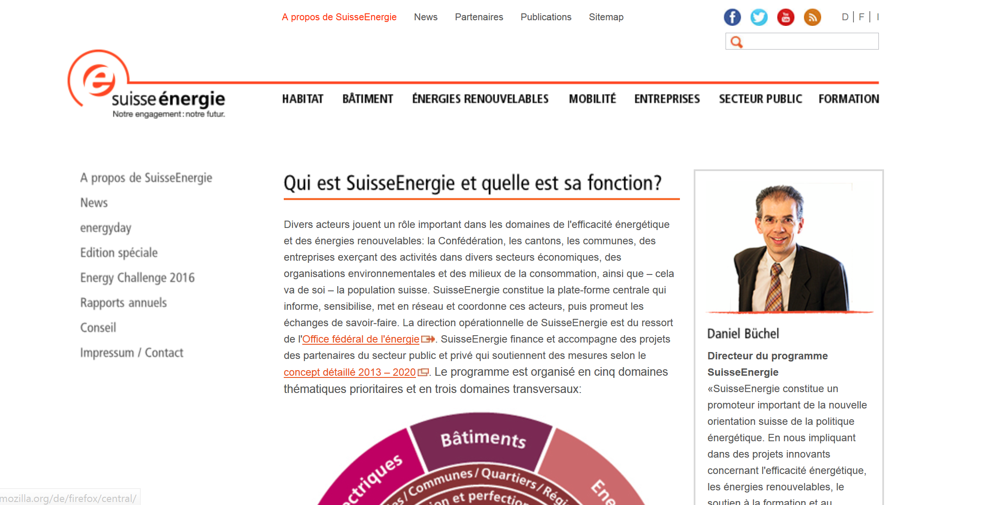 A propos de SuisseEnergie News Partenaires Publications Sitemap
D | F | I
suisse énergie
Notre engagement: notre futur.
HABITAT BÂTIMENT ÉNERGIES RENOUVELABLES MOBILITÉ ENTREPRISES SECTEUR PUBLIC FORMATION
A propos de SuisseEnergie
News
energyday
Edition spéciale
Energy Challenge 2016
Rapports annuels
Conseil
Impressum / Contact
Qui est SuisseEnergie et quelle est sa fonction?
Divers acteurs jouent un rôle important dans les domaines de l'efficacité énergétique
et des énergies renouvelables: la Confédération, les cantons, les communes, des
entreprises exerçant des activités dans divers secteurs économiques, des
organisations environnementales et des milieux de la consommation, ainsi que – cela
va de soi – la population suisse. SuisseEnergie constitue la plate-forme centrale qui
informe, sensibilise, met en réseau et coordonne ces acteurs, puis promeut les
échanges de savoir-faire. La direction opérationnelle de SuisseEnergie est du ressort
de l'Office fédéral de l'énergie. SuisseEnergie finance et accompagne des projets
des partenaires du secteur public et privé qui soutiennent des mesures selon le
concept détaillé 2013 – 2020. Le programme est organisé en cinq domaines
thématiques prioritaires et en trois domaines transversaux:
Bâtiments
ectriques
Ene
es / Communes / Quartiers / Régi
ion et perfection
Daniel Büchel
Directeur du programme
SuisseEnergie
«SuisseEnergie constitue un
promoteur important de la nouvelle
orientation suisse de la politique
énergétique. En nous impliquant
dans des projets innovants
concernant l'efficacité énergétique,
les énergies renouvelables, le
soutien à la formation et au
mozilla.org/de/firefox/central/